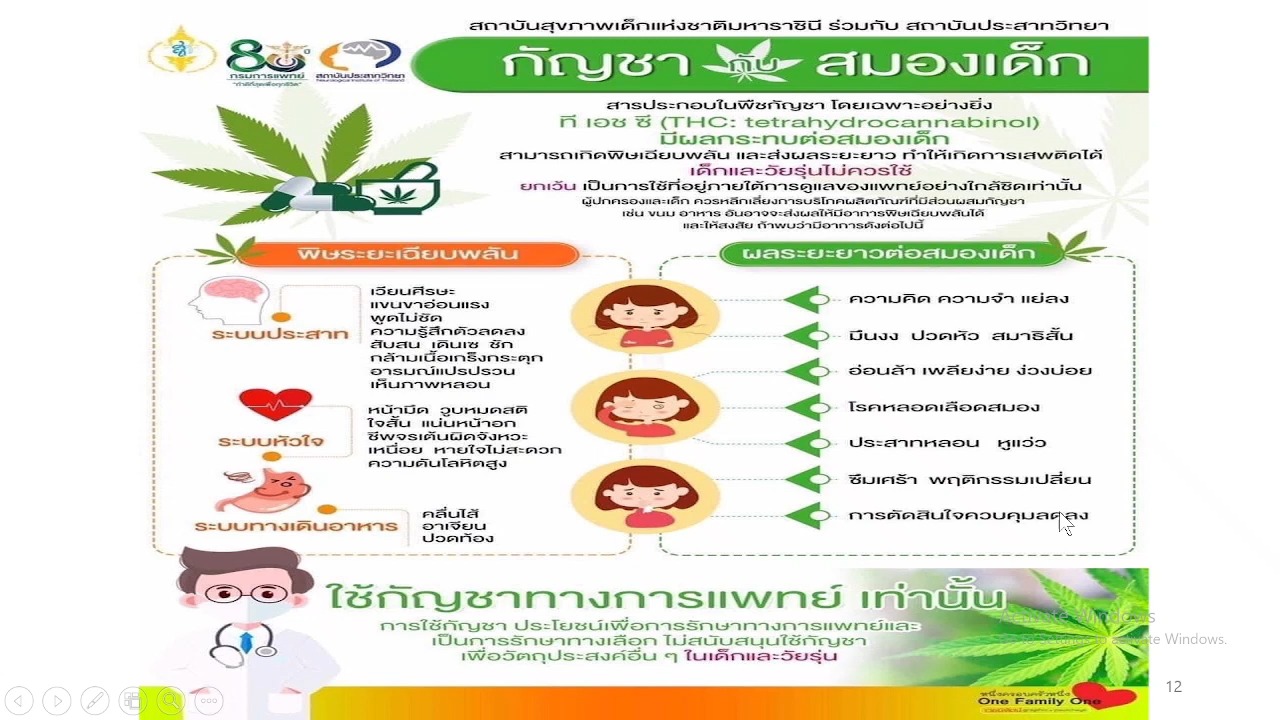 สถาบันสุขภาพเด็กแห่งชาติมหาราชินี ร่วมกับ สถาบันประสาทวิทยา
80
กรมการแพทย์
"ทำดีที่สุดเพื่อทุกชีวิต"
สถาบันประสาทวิทยา
Neurological Institute of Thailand
กัญชา กับ สมองเด็ก
สารประกอบในพืชกัญชา โดยเฉพาะอย่างยิ่ง
ที เอช ซี (THC: tetrahydrocannabinol)
มีผลกระทบต่อสมองเด็ก
สามารถเกิดพิษเฉียบพลัน และส่งผลระยะยาว ทำให้เกิดการเสพติดได้
เด็กและวัยรุ่นไม่ควรใช้
ยกเว้น เป็นการใช้ที่อยู่ภายใต้การดูแลของแพทย์อย่างใกล้ชิดเท่านั้น
ผู้ปกครองและเด็ก ควรหลีกเลี่ยงการบริโภคผลิตภัณฑ์ที่มีส่วนผสมกัญชา
เช่น ขนม อาหาร อันอาจจะส่งผลให้มีอาการพิษเฉียบพลันได้
และให้สงสัย ถ้าพบว่ามีอาการดังต่อไปนี้
พิษระยะเฉียบพลัน
ระบบประสาท
เวียนศีรษะ
แขนขาอ่อนแรง
พูดไม่ชัด
ความรู้สึกตัวลดลง
สับสน เดินเซ ชัก
กล้ามเนื้อเกร็งกระตุก
อารมณ์แปรปรวน
เห็นภาพหลอน
ระบบหัวใจ
หน้ามืด วูบหมดสติ
ใจสั่น แน่นหน้าอก
ชีพจรเต้นผิดจังหวะ
เหนื่อย หายใจไม่สะดวก
ความดันโลหิตสูง
ระบบทางเดินอาหาร
คลื่นไส้
อาเจียน
ปวดท้อง
ผลระยะยาวต่อสมองเด็ก
ความคิด ความจำ แย่ลง
มึนงง ปวดหัว สมาธิสั้น
อ่อนล้า เพลียง่าย ง่วงบ่อย
โรคหลอดเลือดสมอง
ประสาทหลอน หูแว่ว
ซึมเศร้า พฤติกรรมเปลี่ยน
การตัดสินใจควบคุมลดลง
ใช้กัญชาทางการแพทย์ เท่านั้น
การใช้กัญชา ประโยชน์เพื่อการรักษาทางการแพทย์และ
เป็นการรักษาทางเลือก ไม่สนับสนุนใช้กัญชา
เพื่อวัตถุประสงค์อื่น ๆ ในเด็กและวัยรุ่น
Activate Windows
to activate Windows.
หนึ่งครอบครัวหนึ่ง
One Family One
12